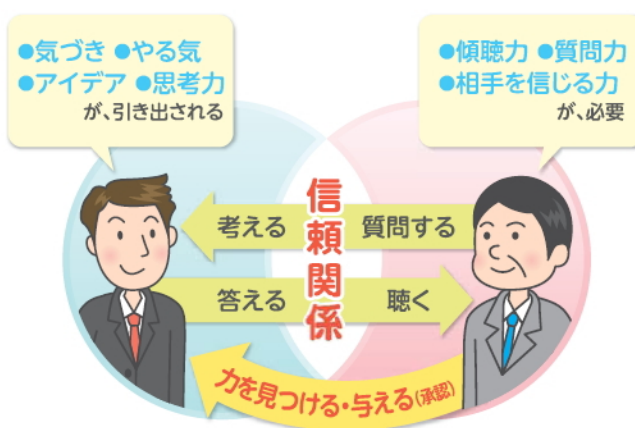 ●気づき ●やる気
●アイデア ●思考力
が、引き出される
●傾聴力 ●質問力
●相手を信じる力
が、必要
信頼関係
考える
質問する
答える
聴く
力を見つける・与える(承認)